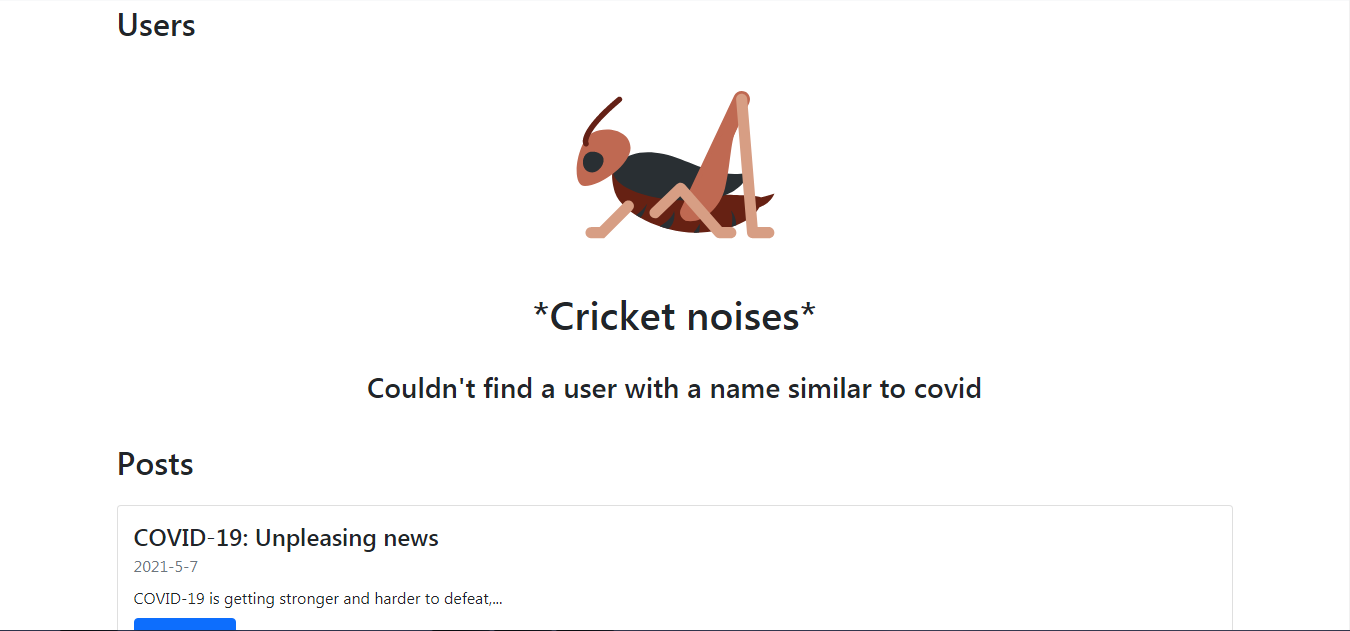 Users
*Cricket noises*
Couldn't find a user with a name similar to covid
Posts
COVID-19: Unpleasing news
2021-5-7
COVID-19 is getting stronger and harder to defeat,...